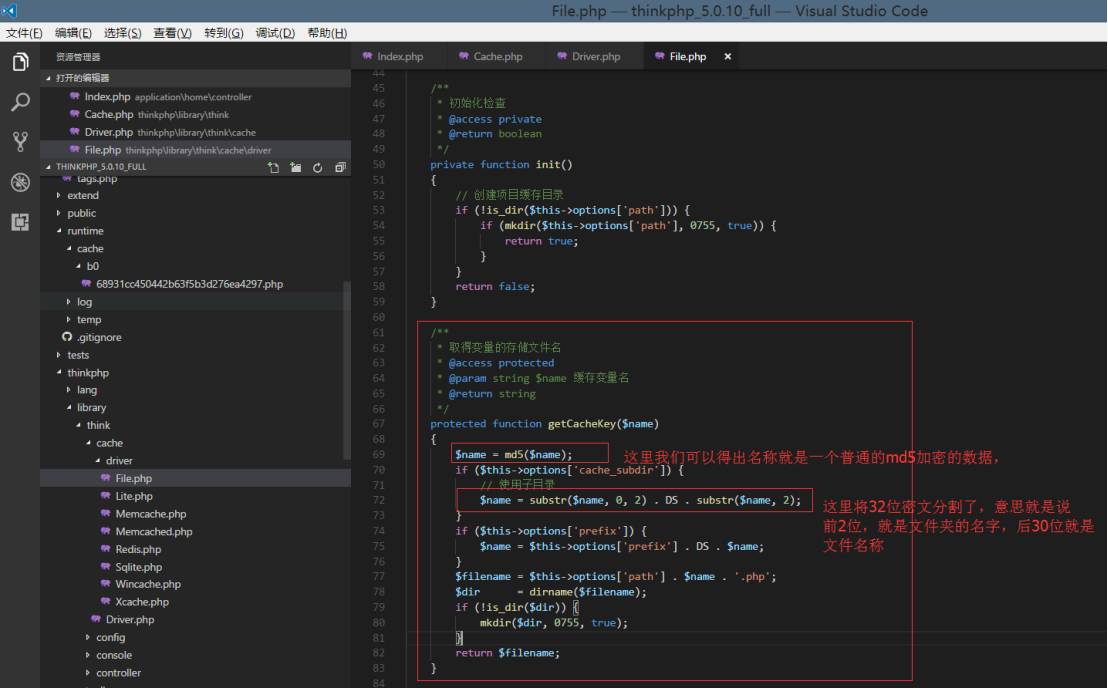 File.php — thinkphp_5.0.10_full — Visual Studio Code
文件(F) 编辑(E) 选择(S) 查看(V) 转到(G) 调试(D) 帮助(H)
资源管理器
打开的编辑器
Index.php application\home\controller
Cache.php thinkphp\library\think
Driver.php thinkphp\library\think\cache
File.php thinkphp\library\think\cache\driver
THINKPHP_5.0.10_FULL
tags.php
extend
public
runtime
cache
b0
68931cc450442b63f5b3d276ea4297.php
log
temp
.gitignore
tests
thinkphp
lang
library
think
cache
driver
File.php
Lite.php
Memcache.php
Memcached.php
Redis.php
Sqlite.php
Wincache.php
Xcache.php
Driver.php
config
console
controller
Index.php Cache.php Driver.php File.php ×
44
45 /**
46 * 初始化检查
47 * @access private
48 * @return boolean
49 */
50 private function init()
51 {
52 // 创建项目缓存目录
53 if (!is_dir($this->options['path'])) {
54 if (mkdir($this->options['path'], 0755, true)) {
55 return true;
56 }
57 }
58 return false;
59 }
60
61 /**
62 * 取得变量的存储文件名
63 * @access protected
64 * @param string $name 缓存变量名
65 * @return string
66 */
67 protected function getCacheKey($name)
68 {
69 $name = md5($name);
70 if ($this->options['cache_subdir']) {
71 // 使用子目录
72 $name = substr($name, 0, 2) . DS . substr($name, 2);
73 }
74 if ($this->options['prefix']) {
75 $name = $this->options['prefix'] . DS . $name;
76 }
77 $filename = $this->options['path'] . $name . '.php';
78 $dir = dirname($filename);
79 if (!is_dir($dir)) {
80 mkdir($dir, 0755, true);
81 }
82 return $filename;
83 }
84
这里我们可以得出名称就是一个普通的md5加密的数据，
这里将32位密文分割了，意思就是说
前2位，就是文件夹的名字，后30位就是
文件名称